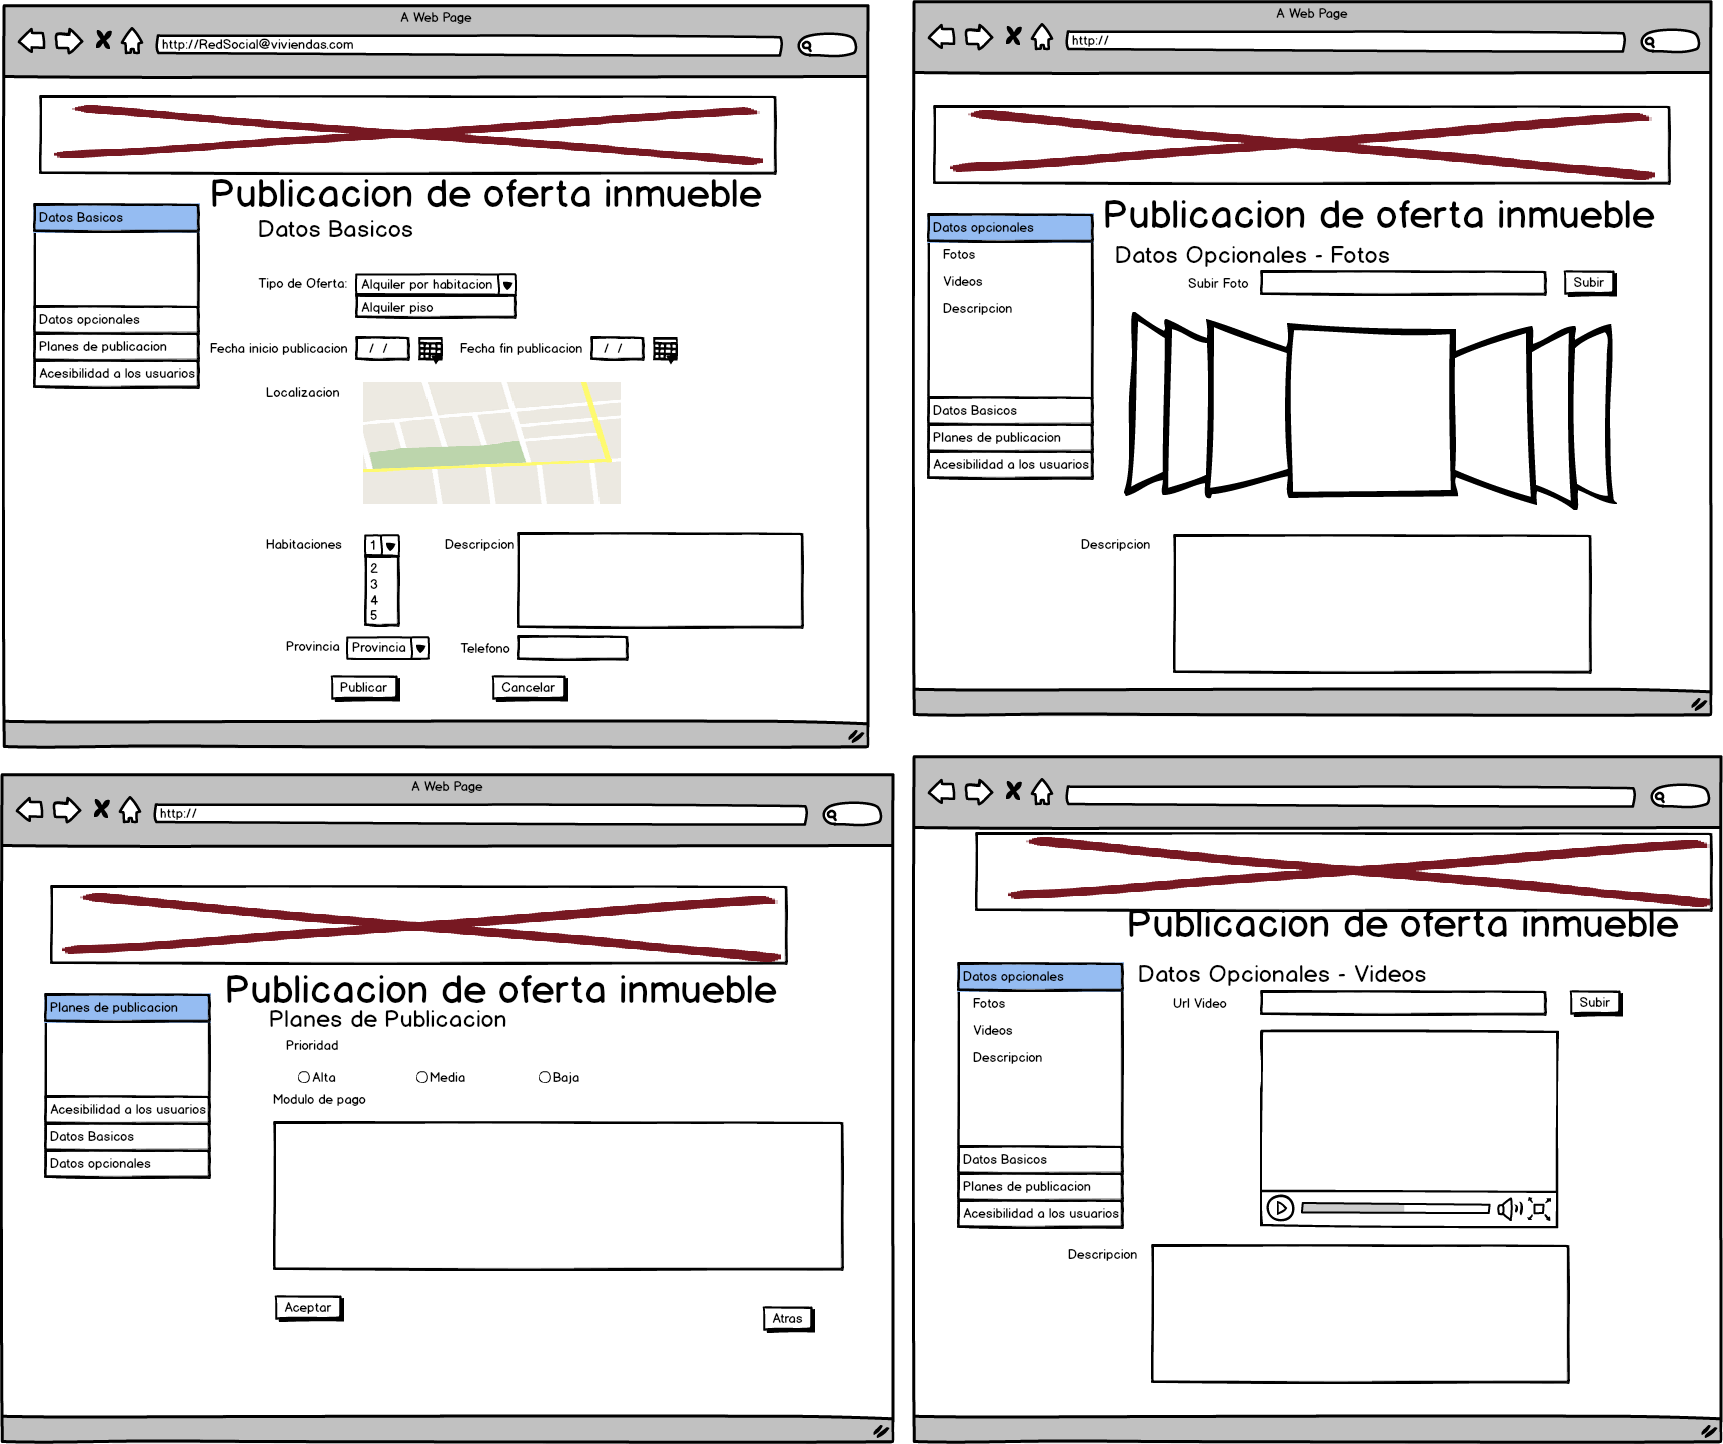 A Web Page
http://RedSocial@viviendas.com
Publicacion de oferta inmueble
Datos Basicos
Datos Basicos
Datos opcionales
Planes de publicacion
Acesibilidad a los usuarios
Tipo de Oferta: Alquiler por habitacion
Alquiler piso
Fecha inicio publicacion / / Fecha fin publicacion / /
Localizacion
Habitaciones 1 Descripcion
2
3
4
5
Provincia Provincia Telefono
Publicar Cancelar
A Web Page
http://
Publicacion de oferta inmueble
Datos opcionales
Fotos
Videos
Descripcion
Datos Basicos
Planes de publicacion
Acesibilidad a los usuarios
Datos Opcionales - Fotos
Subir Foto Subir
Descripcion
A Web Page
http://
Publicacion de oferta inmueble
Planes de publicacion
Acesibilidad a los usuarios
Datos Basicos
Datos opcionales
Planes de Publicacion
Prioridad
Alta Media Baja
Modulo de pago
Aceptar
Atras
Publicacion de oferta inmueble
Datos opcionales
Fotos
Videos
Descripcion
Datos Basicos
Planes de publicacion
Acesibilidad a los usuarios
Datos Opcionales - Videos
Url Video Subir
Descripcion